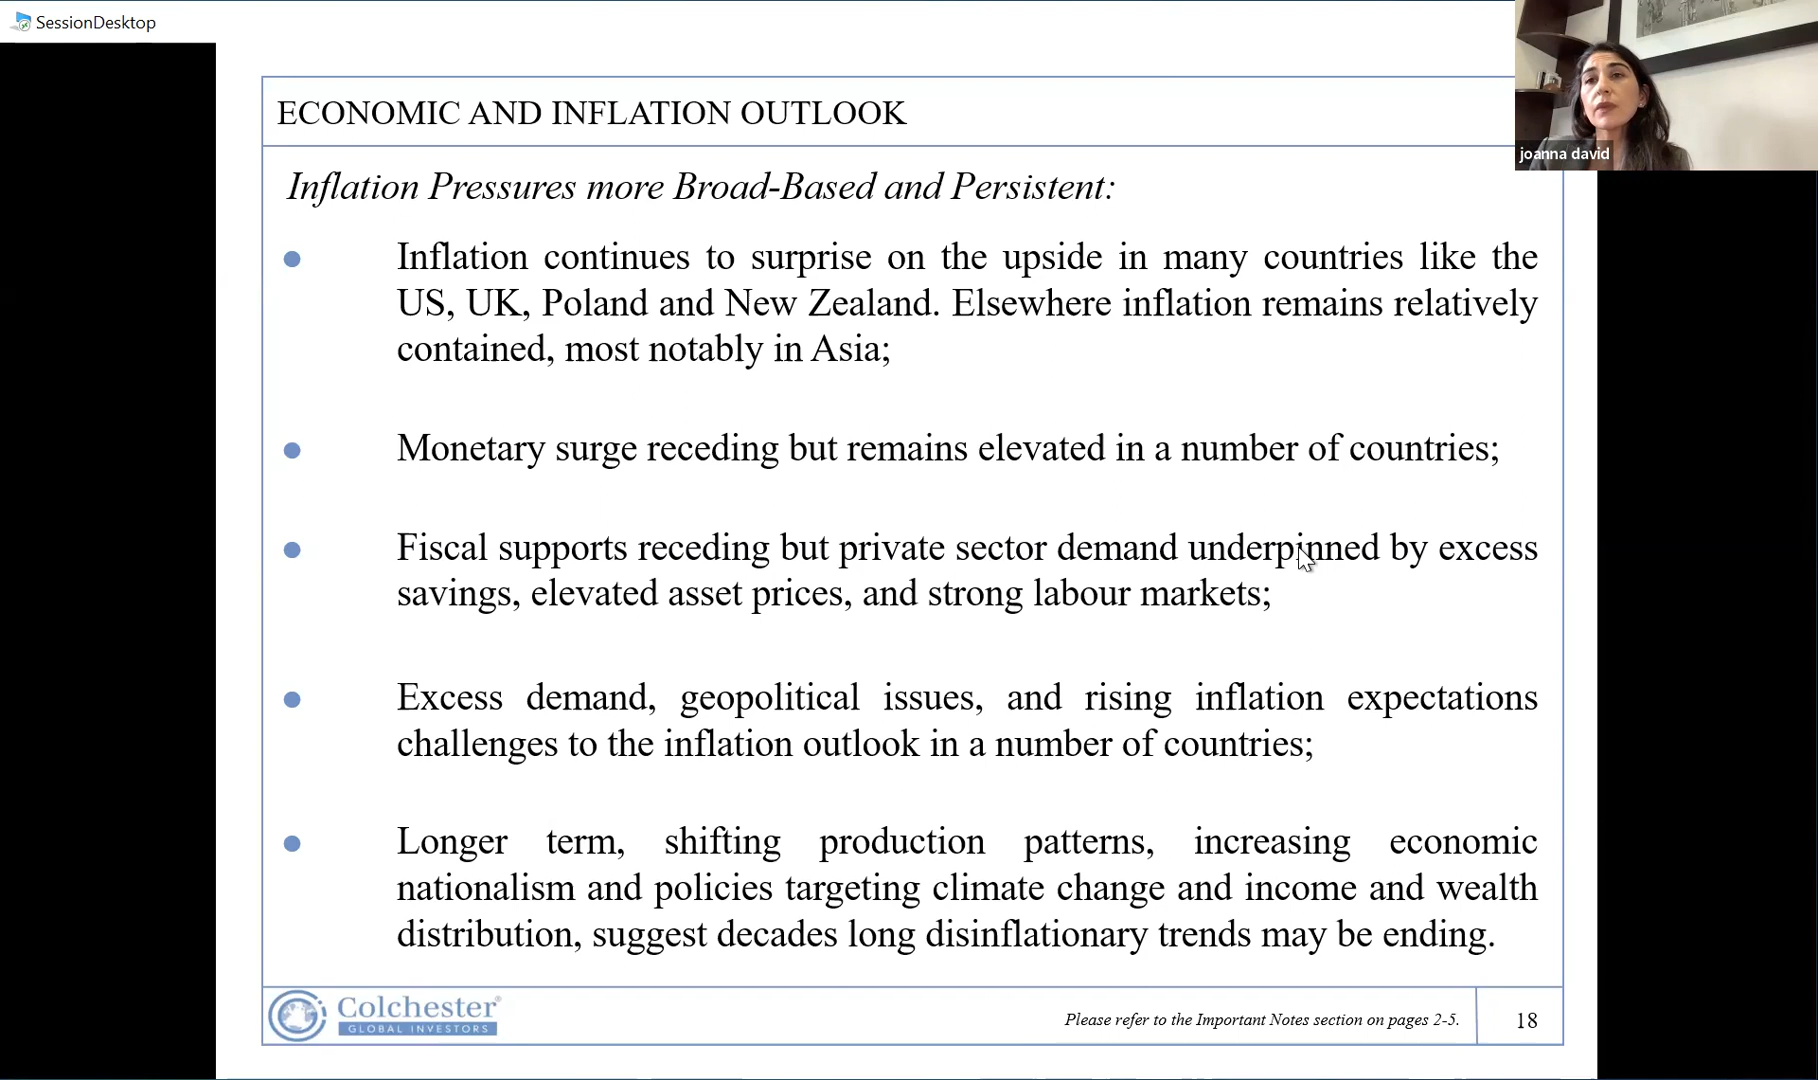 SessionDesktop
joanna david
ECONOMIC AND INFLATION OUTLOOK
Inflation Pressures more Broad-Based and Persistent:
Inflation continues to surprise on the upside in many countries like the
US, UK, Poland and New Zealand. Elsewhere inflation remains relatively
contained, most notably in Asia;
Monetary surge receding but remains elevated in a number of countries;
Fiscal supports receding but private sector demand underpinned by excess
savings, elevated asset prices, and strong labour markets;
Excess demand, geopolitical issues, and rising inflation expectations
challenges to the inflation outlook in a number of countries;
Longer term, shifting production patterns, increasing economic
nationalism and policies targeting climate change and income and wealth
distribution, suggest decades long disinflationary trends may be ending.
Colchester®
GLOBAL INVESTORS
Please refer to the Important Notes section on pages 2-5.
18